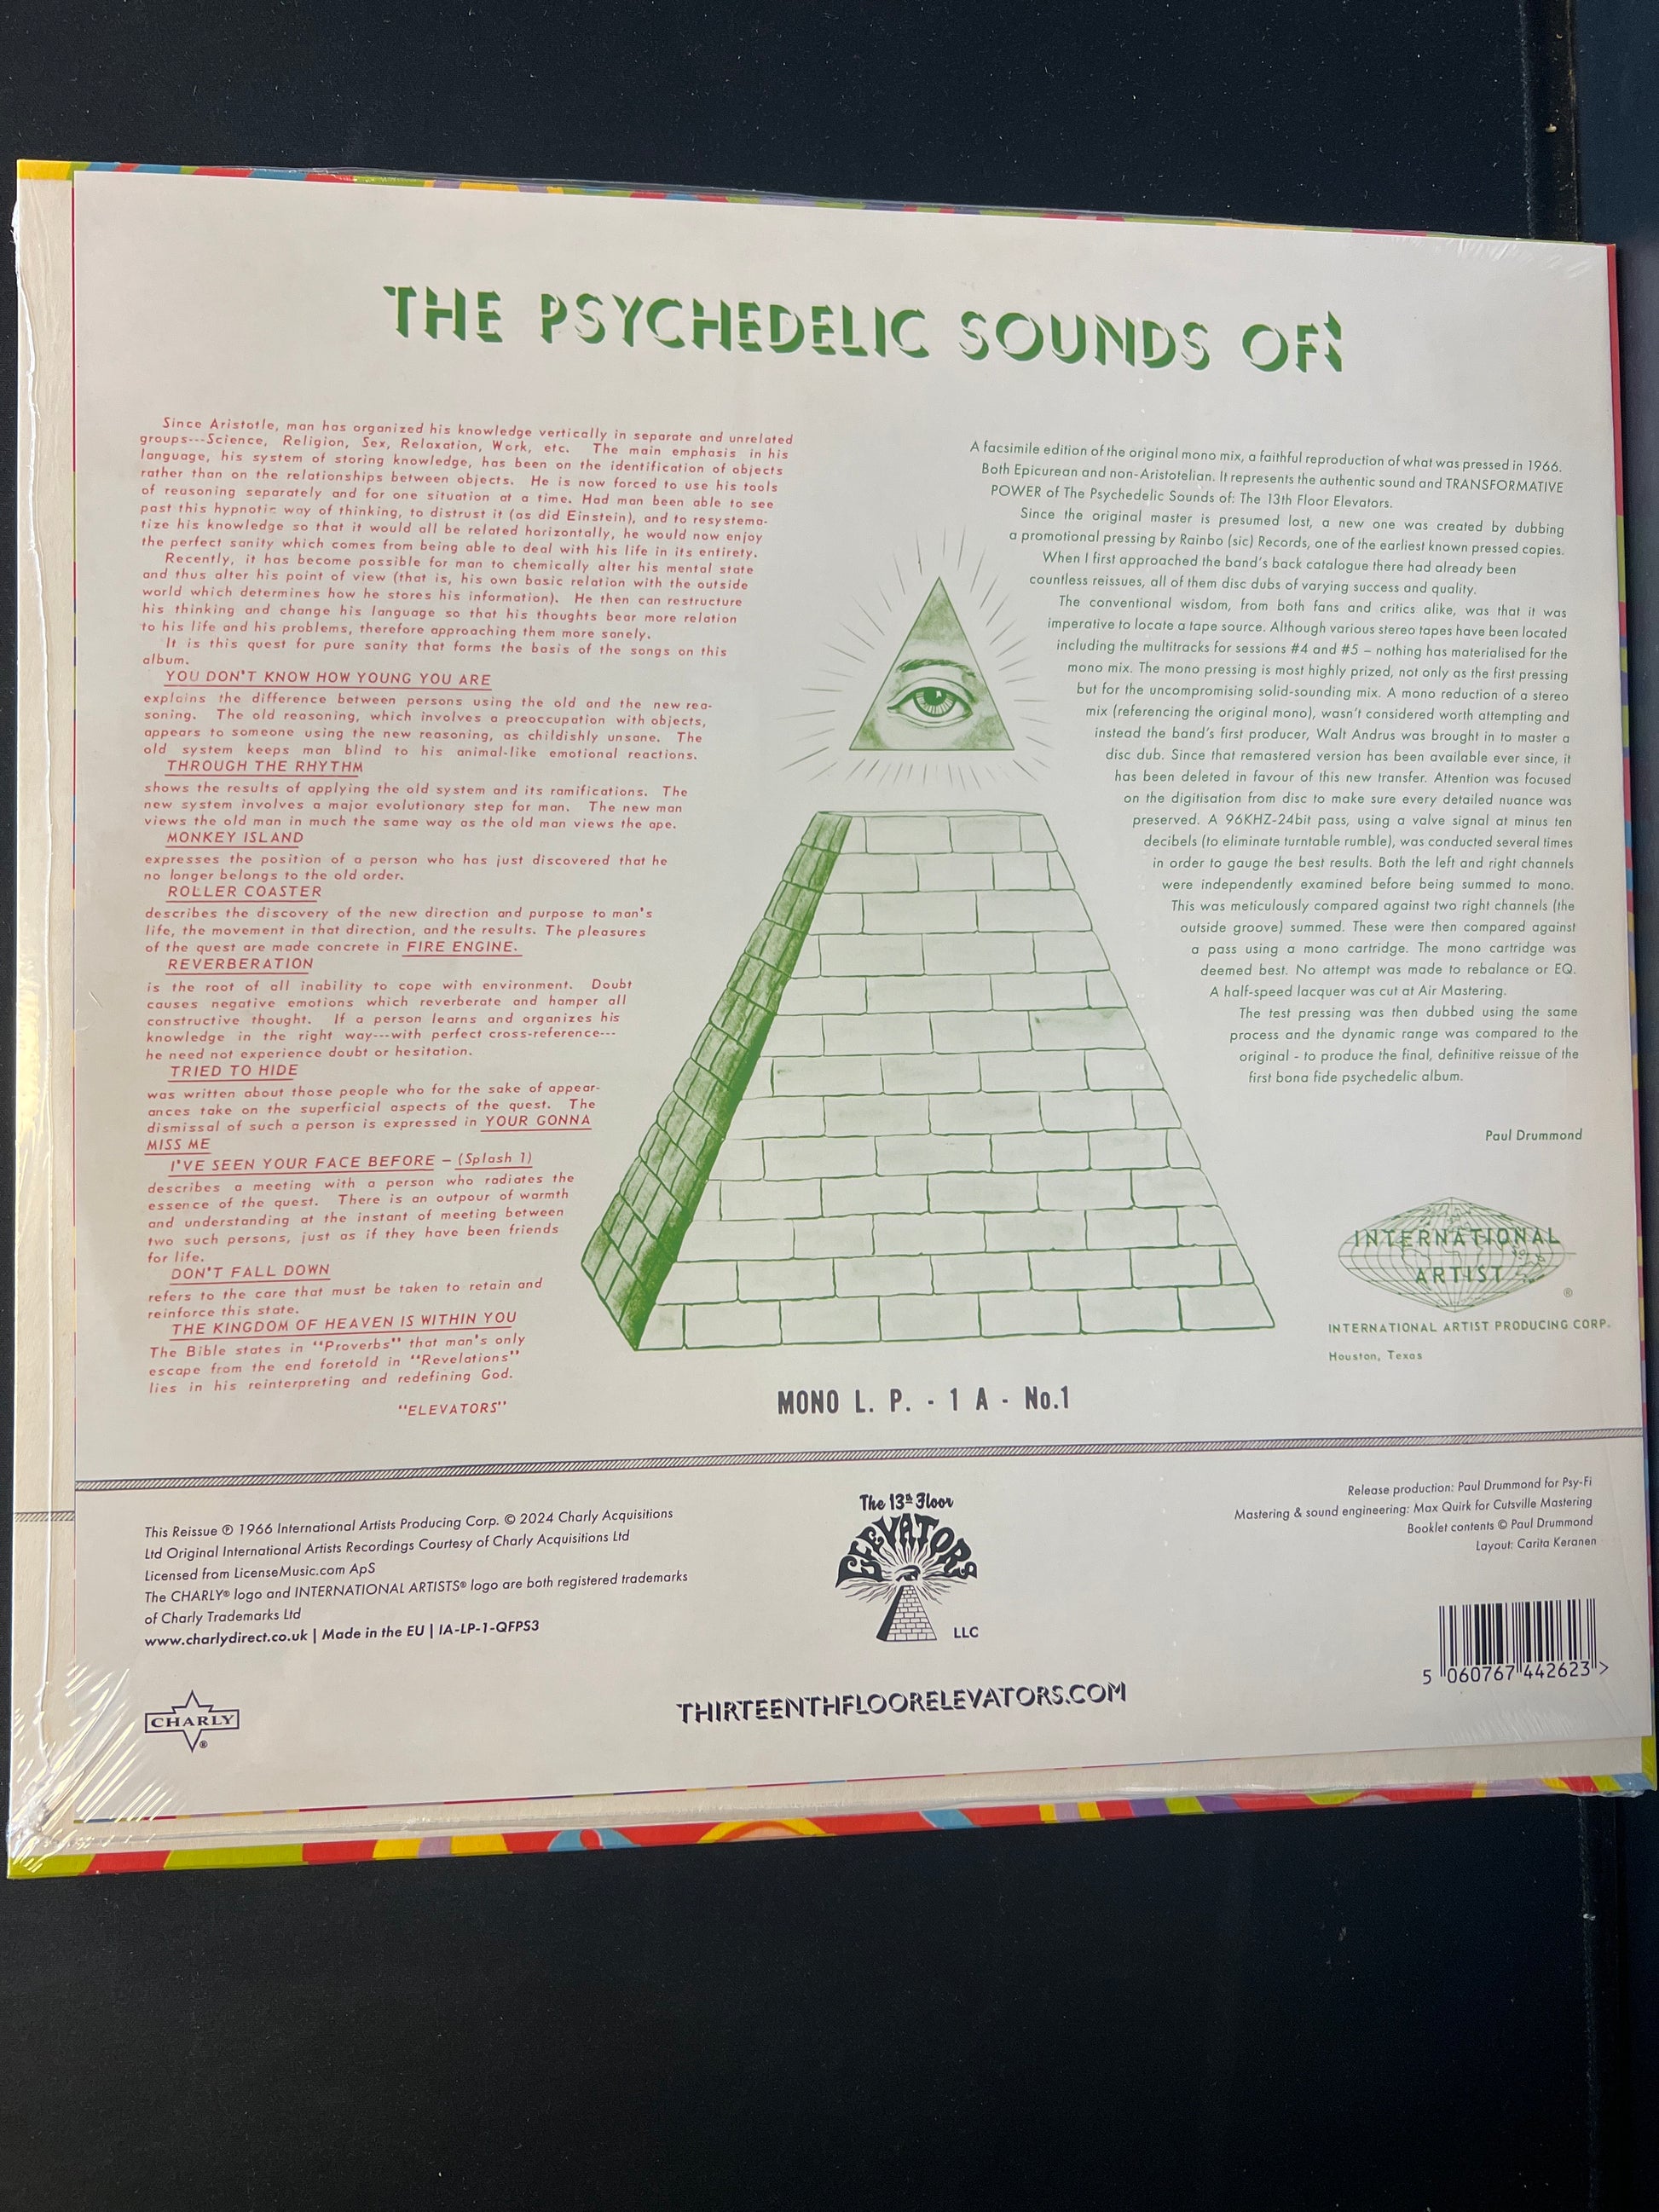 THE PSYCHEDELIC SOUNDS OF:
Since Aristotle, man has organized his knowledge vertically in separate and unrelated
groups---Science, Religion, Sex, Relaxation, Work, etc. The main emphasis in his
language, his system of storing knowledge, has been on the identification of objects
rather than on the relationships between objects. He is now forced to use his tools
of reasoning separately and for one situation at a time. Had man been able to see
past this hypnotic way of thinking, to distrust it (as did Einstein), and to resystema-
tize his knowledge so that it would all be related horizontally, he would now enjoy
the perfect sanity which comes from being able to deal with his life in its entirety.
Recently, it has become possible for man to chemically alter his mental state
and thus alter his point of view (that is, his own basic relation with the outside
world which determines how he stores his information). He then can restructure
his thinking and change his language so that his thoughts bear more relation
to his life and his problems, therefore approaching them more sanely.
It is this quest for pure sanity that forms the basis of the songs on this
album.
YOU DON'T KNOW HOW YOUNG YOU ARE
explains the difference between persons using the old and the new rea-
soning. The old reasoning, which involves a preoccupation with objects,
appears to someone using the new reasoning, as childishly unsane. The
old system keeps man blind to his animal-like emotional reactions.
THROUGH THE RHYTHM
shows the results of applying the old system and its ramifications. The
new system involves a major evolutionary step for man. The new man
views the old man in much the same way as the old man views the ape.
MONKEY ISLAND
expresses the position of a person who has just discovered that he
no longer belongs to the old order.
ROLLER COASTER
describes the discovery of the new direction and purpose to man's
life, the movement in that direction, and the results. The pleasures
of the quest are made concrete in FIRE ENGINE.
REVERBERATION
is the root of all inability to cope with environment. Doubt
causes negative emotions which reverberate and hamper all
constructive thought. If a person learns and organizes his
knowledge in the right way---with perfect cross-reference---
he need not experience doubt or hesitation.
TRIED TO HIDE
was written about those people who for the sake of appear-
ances take on the superficial aspects of the quest. The
dismissal of such a person is expressed in YOUR GONNA
MISS ME
I'VE SEEN YOUR FACE BEFORE – (Splash 1)
describes a meeting with a person who radiates the
essence of the quest. There is an outpour of warmth
and understanding at the instant of meeting between
two such persons, just as if they have been friends
for life.
DON'T FALL DOWN
refers to the care that must be taken to retain and
reinforce this state.
THE KINGDOM OF HEAVEN IS WITHIN YOU
The Bible states in "Proverbs" that man's only
escape from the end foretold in "Revelations"
lies in his reinterpreting and redefining God.
"ELEVATORS"
A facsimile edition of the original mono mix, a faithful reproduction of what was pressed in 1966.
Both Epicurean and non-Aristotelian. It represents the authentic sound and TRANSFORMATIVE
POWER of The Psychedelic Sounds of: The 13th Floor Elevators.
Since the original master is presumed lost, a new one was created by dubbing
a promotional pressing by Rainbo (sic) Records, one of the earliest known pressed copies.
When I first approached the band's back catalogue there had already been
countless reissues, all of them disc dubs of varying success and quality.
The conventional wisdom, from both fans and critics alike, was that it was
imperative to locate a tape source. Although various stereo tapes have been located
including the multitracks for sessions #4 and #5 – nothing has materialised for the
mono mix. The mono pressing is most highly prized, not only as the first pressing
but for the uncompromising solid-sounding mix. A mono reduction of a stereo
mix (referencing the original mono), wasn't considered worth attempting and
instead the band's first producer, Walt Andrus was brought in to master a
disc dub. Since that remastered version has been available ever since, it
has been deleted in favour of this new transfer. Attention was focused
on the digitisation from disc to make sure every detailed nuance was
preserved. A 96KHZ-24bit pass, using a valve signal at minus ten
decibels (to eliminate turntable rumble), was conducted several times
in order to gauge the best results. Both the left and right channels
were independently examined before being summed to mono.
This was meticulously compared against two right channels (the
outside groove) summed. These were then compared against
a pass using a mono cartridge. The mono cartridge was
deemed best. No attempt was made to rebalance or EQ.
A half-speed lacquer was cut at Air Mastering.
The test pressing was then dubbed using the same
process and the dynamic range was compared to the
original - to produce the final, definitive reissue of the
first bona fide psychedelic album.
Paul Drummond
INTERNATIONAL
ARTIST
®
INTERNATIONAL ARTIST PRODUCING CORP.
Houston, Texas
MONO L. P. - 1 A - No.1
This Reissue ℗ 1966 International Artists Producing Corp. © 2024 Charly Acquisitions
Ltd Original International Artists Recordings Courtesy of Charly Acquisitions Ltd
Licensed from LicenseMusic.com ApS
The CHARLY® logo and INTERNATIONAL ARTISTS® logo are both registered trademarks
of Charly Trademarks Ltd
www.charlydirect.co.uk | Made in the EU | IA-LP-1-QFPS3
CHARLY
®
The 13th Floor
ELEVATORS
LLC
THIRTEENTHFLOORELEVATORS.COM
Release production: Paul Drummond for Psy-Fi
Mastering & sound engineering: Max Quirk for Cutsville Mastering
Booklet contents © Paul Drummond
Layout: Carita Keranen
5 060767 442623 >